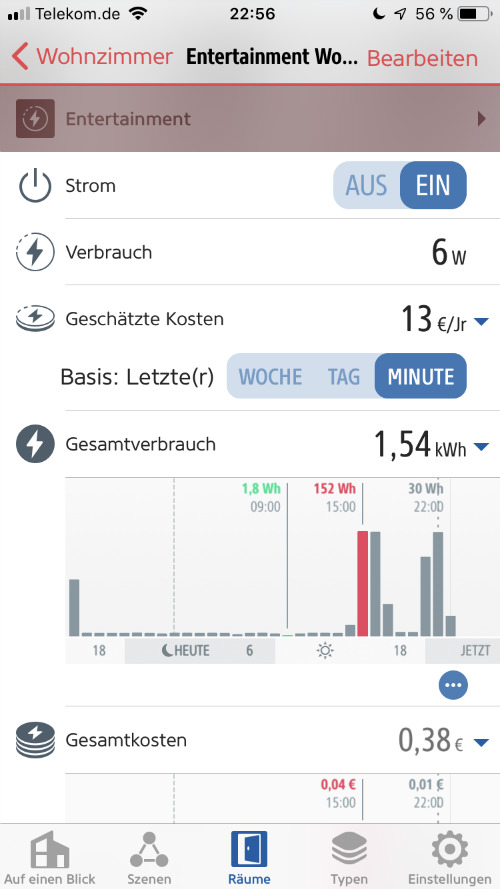 Telekom.de 22:56 56 %
Wohnzimmer Entertainment Wo... Bearbeiten
Entertainment
Strom AUS EIN
Verbrauch 6 W
Geschätzte Kosten 13 €/Jr
Basis: Letzte(r) WOCHE TAG MINUTE
Gesamtverbrauch 1,54 kWh
1,8 Wh 152 Wh 30 Wh
09:00 15:00 22:00
18 HEUTE 6 18 JETZT
Gesamtkosten 0,38 €
0,04 € 0,01 €
15:00 22:00
Auf einen Blick Szenen Räume Typen Einstellungen